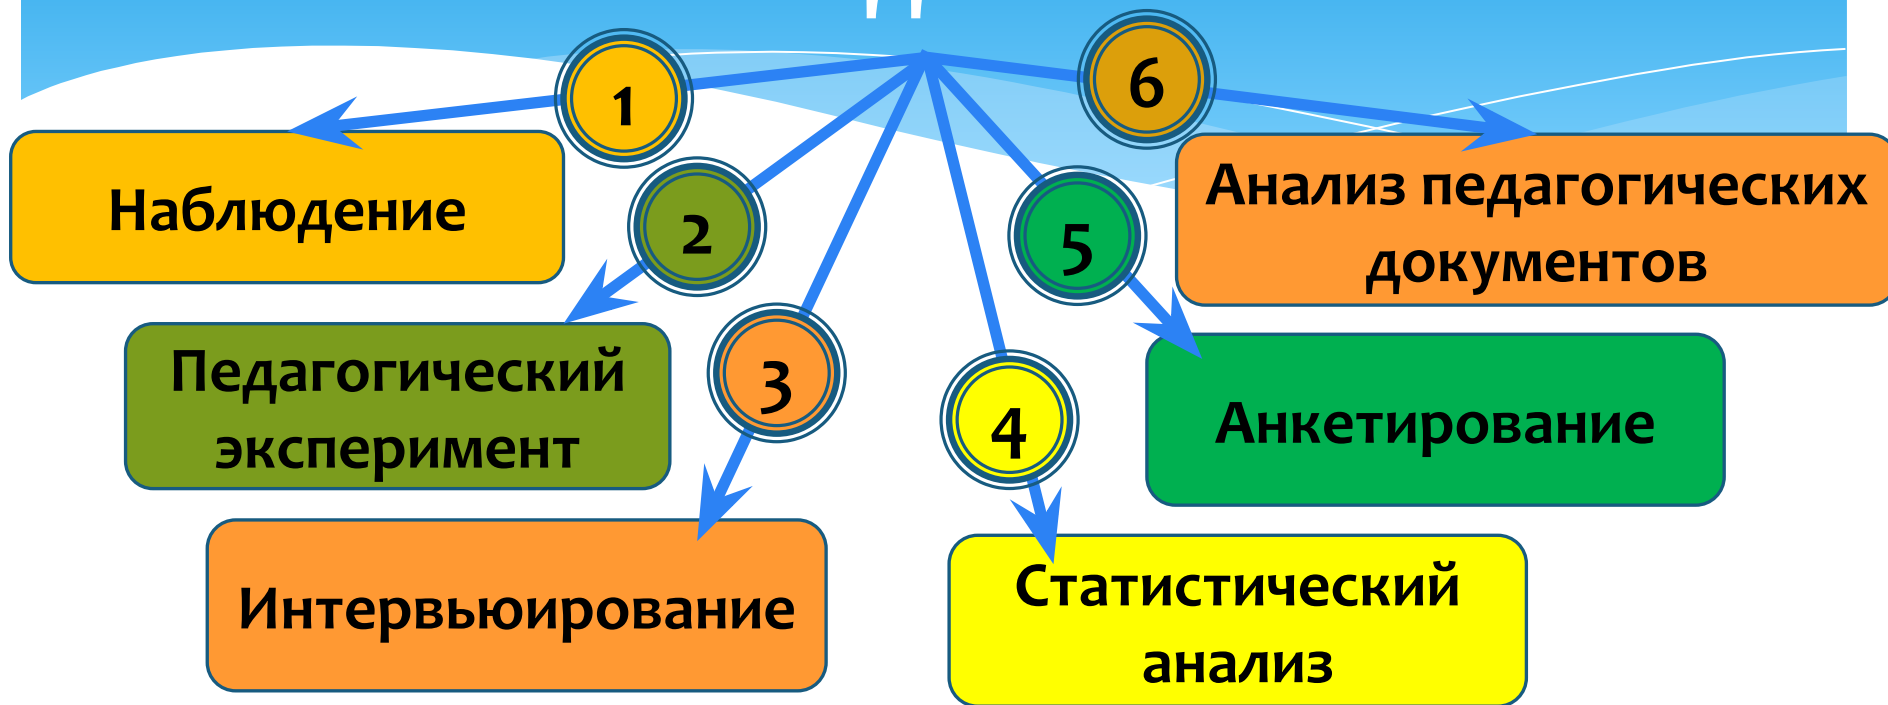 1
Наблюдение
2
Педагогический
эксперимент
3
Интервьюирование
4
Статистический
анализ
5
Анкетирование
6
Анализ педагогических
документов